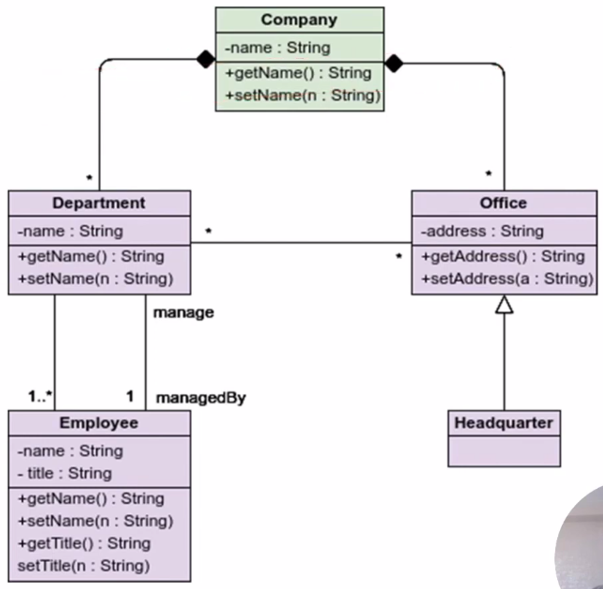 Company
-name : String
+getName() : String
+setName(n : String)
*
*
Department
-name : String
+getName() : String
+setName(n : String)
*
*
Office
-address : String
+getAddress() : String
+setAddress(a : String)
manage
1..*
1
managedBy
Employee
-name : String
- title : String
+getName() : String
+setName(n : String)
+getTitle() : String
setTitle(n : String)
Headquarter